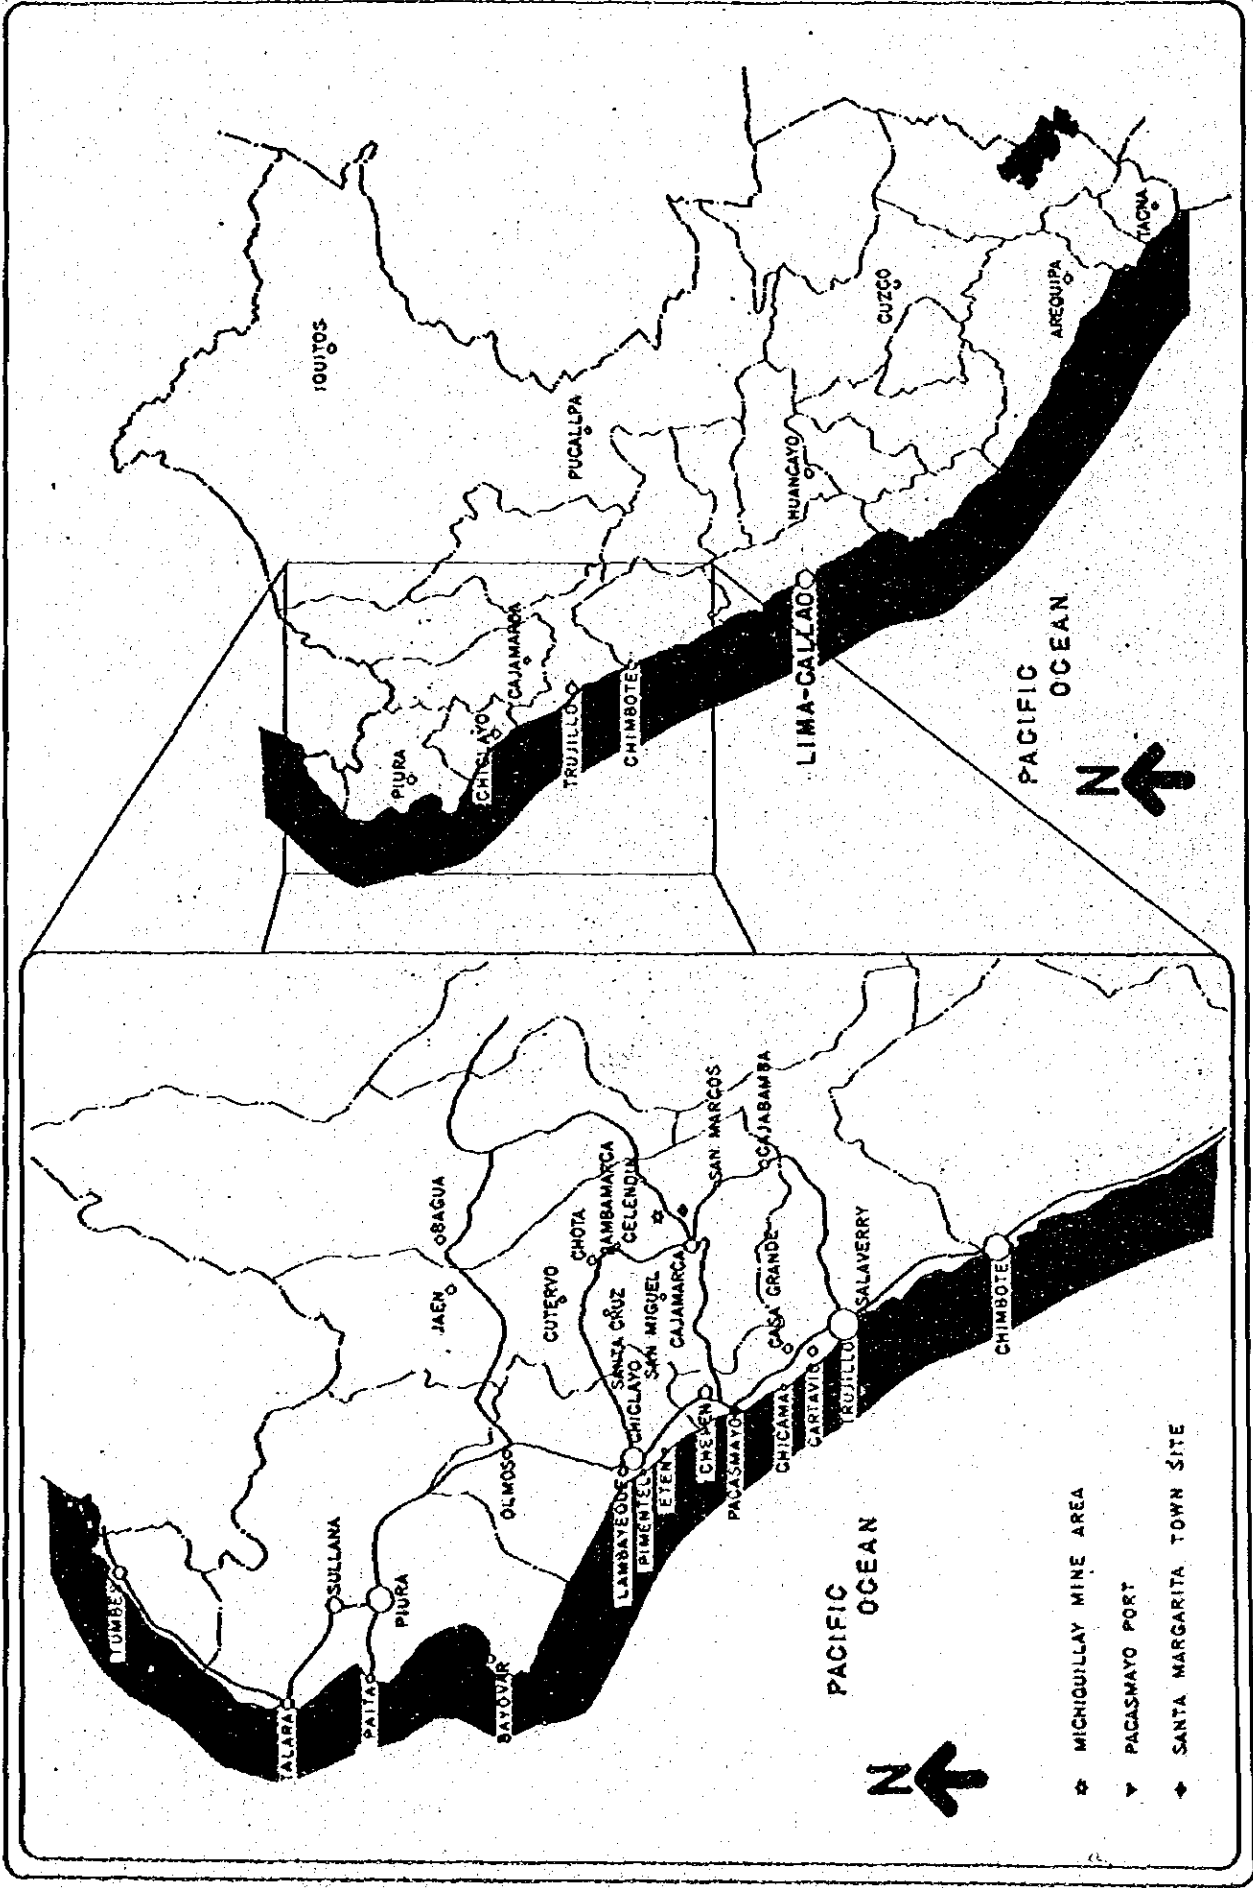 TUMBES
TALARA
SULLANA
PAITA
PIURA
BAYOVAR
OLMOS
JAEN
BAGUA
CUTERVO
CHOTA
BAMBAMARCA
CELENDIN
SANTA CRUZ
CHICLAYO
SAN MIGUEL
CAJAMARCA
LAMBAYEQUE
PIMENTEL
ETEN
CHEPEN
PACASMAYO
SAN MARCOS
CAJABAMBA
CASA GRANDE
CHICAMA
CARTAVIO
TRUJILLO
SALAVERRY
CHIMBOTE
PACIFIC
OCEAN
N
MICHIQUILLAY MINE AREA
PACASMAYO PORT
SANTA MARGARITA TOWN SITE
IQUITOS
PIURA
CHICLAYO
CAJAMARCA
TRUJILLO
CHIMBOTE
PUCALLPA
LIMA-CALLAO
HUANCAYO
CUZCO
AREQUIPA
TACNA
PACIFIC
OCEAN
N